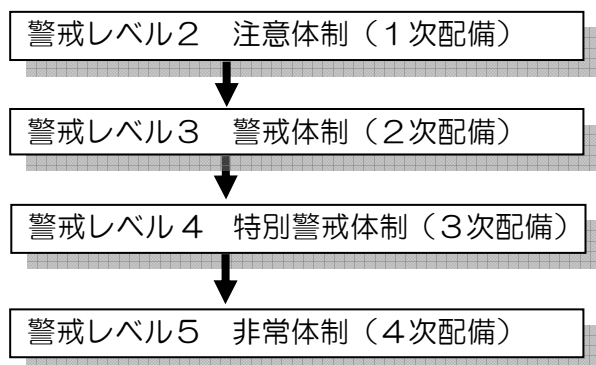 警戒レベル２　注意体制（１次配備）
警戒レベル３　警戒体制（２次配備）
警戒レベル４　特別警戒体制（３次配備）
警戒レベル５　非常体制（４次配備）